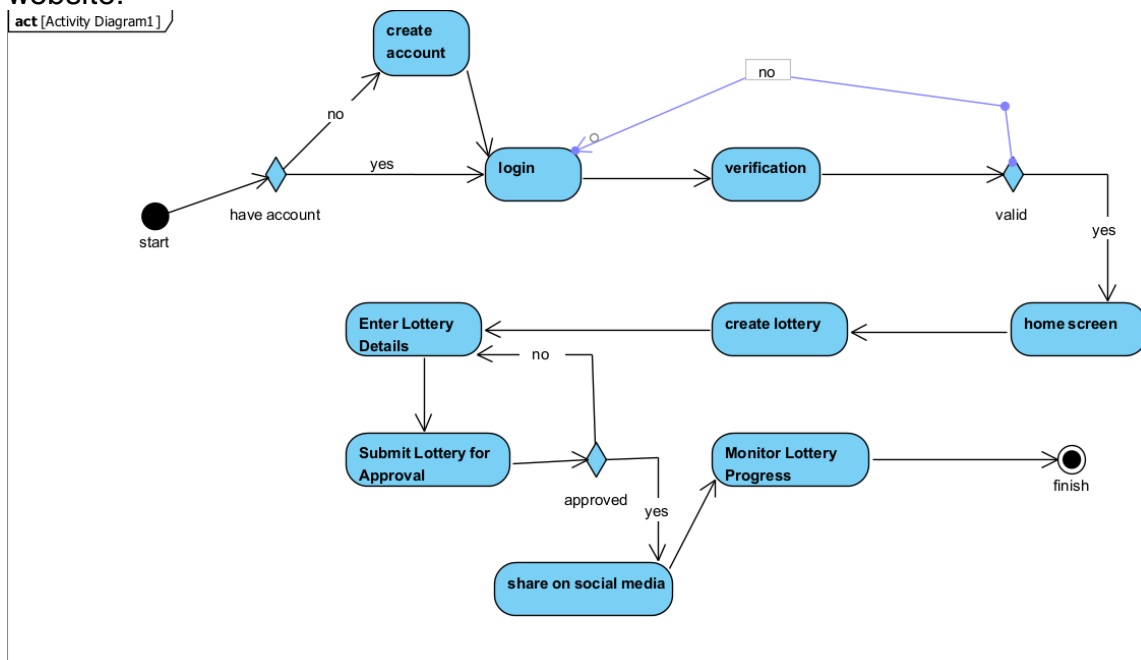 website.
act [Activity Diagram1]
create
account
no
no
yes
login
verification
have account
valid
start
yes
Enter Lottery
Details
create lottery
home screen
no
Submit Lottery for
Approval
Monitor Lottery
Progress
approved
finish
yes
share on social media